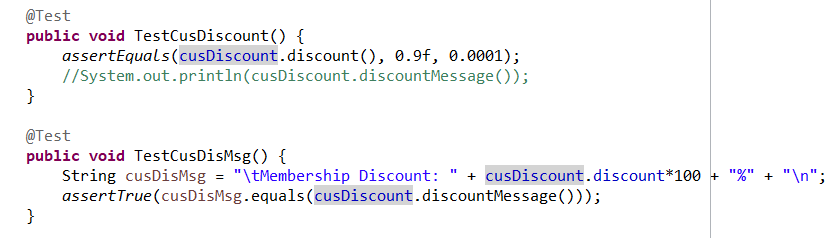 @Test
public void TestCusDiscount() {
assertEquals(cusDiscount.discount(), 0.9f, 0.0001);
//System.out.println(cusDiscount.discountMessage());
}
@Test
public void TestCusDisMsg() {
String cusDisMsg = "\tMembership Discount: " + cusDiscount.discount*100 + "%" + "\n";
assertTrue(cusDisMsg.equals(cusDiscount.discountMessage()));
}